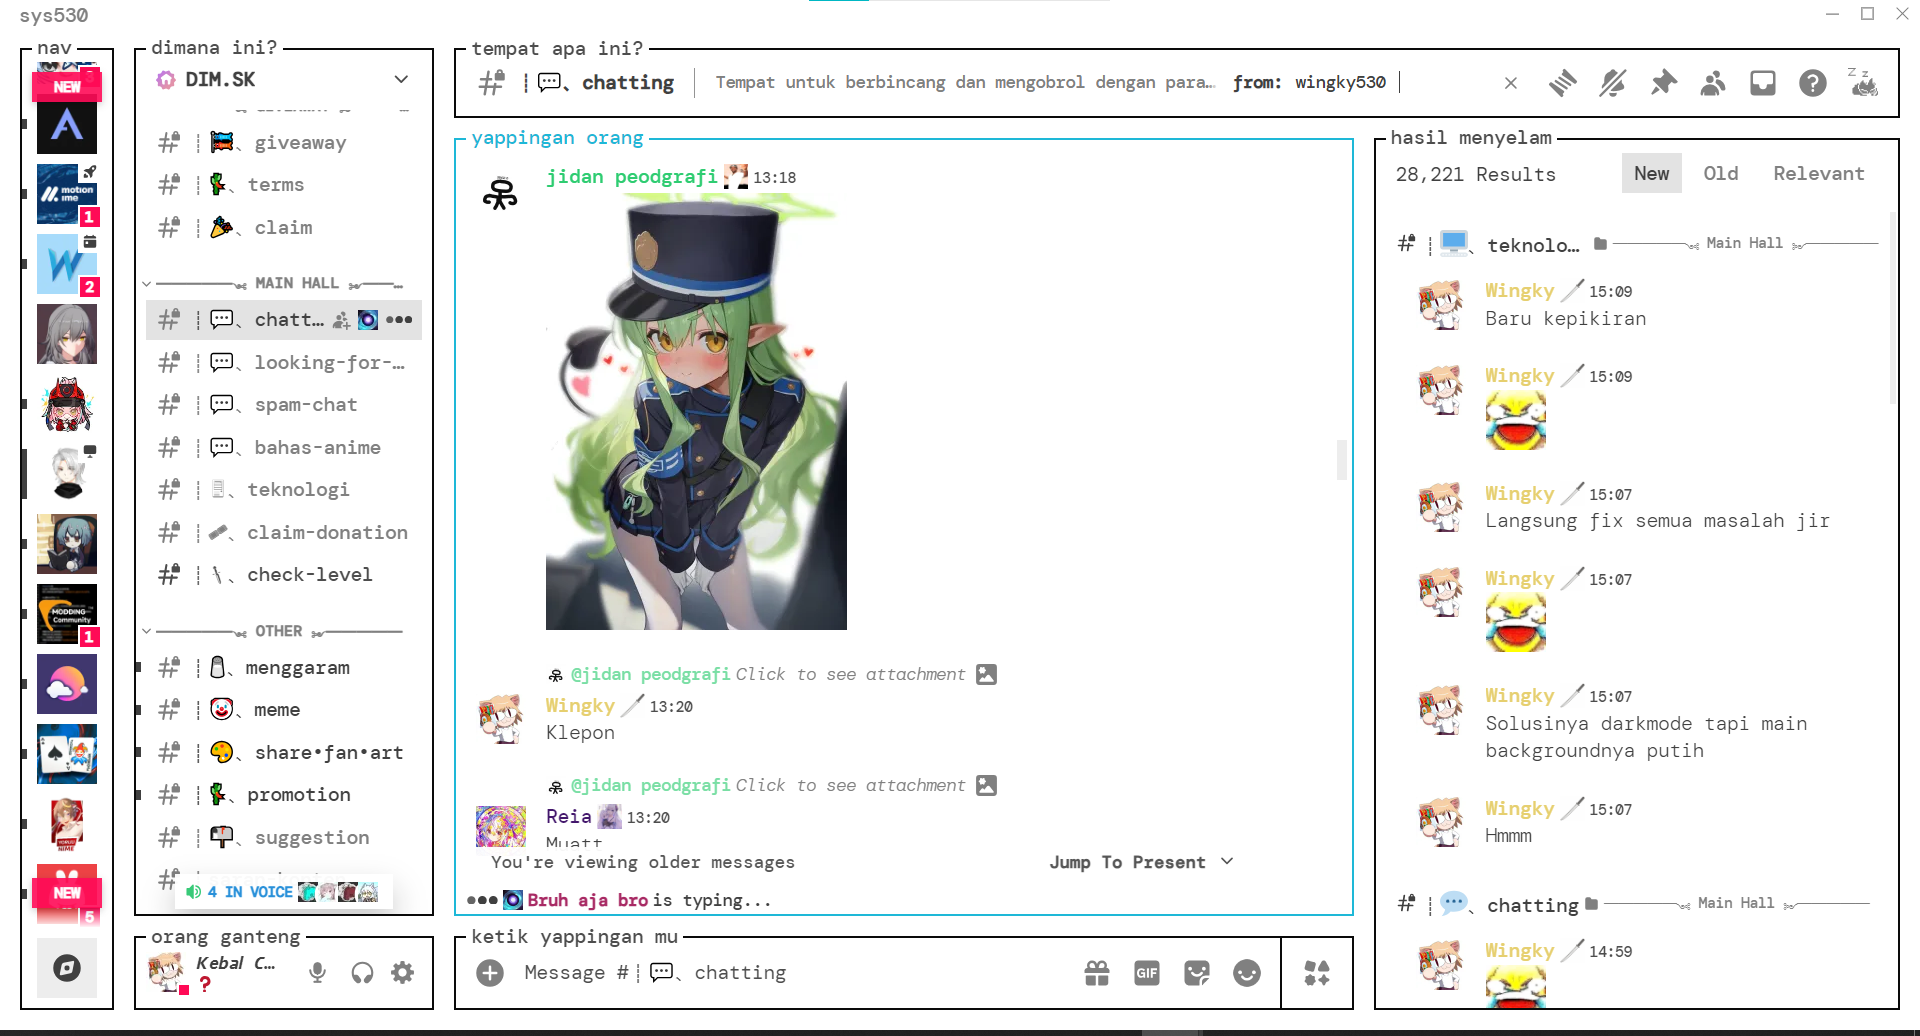 sys530
nav
NEW
motion
ime
1
2
MODDING
Community
1
NEW
5
dimana ini?
DIM.SK
giveaway
terms
claim
MAIN HALL
chatt...
looking-for-...
spam-chat
bahas-anime
teknologi
claim-donation
check-level
OTHER
menggaram
meme
share•fan•art
promotion
suggestion
4 IN VOICE
orang ganteng
Kebal C...
?
tempat apa ini?
chatting
Tempat untuk berbincang dan mengobrol dengan para…
from: wingky530
yappingan orang
jidan peodgrafi 13:18
@jidan peodgrafi Click to see attachment
Wingky 13:20
Klepon
@jidan peodgrafi Click to see attachment
Reia 13:20
Muatt
You're viewing older messages
Jump To Present
Bruh aja bro is typing...
ketik yappingan mu
Message #┆💬、chatting
GIF
hasil menyelam
28,221 Results
New
Old
Relevant
teknolo... Main Hall
Wingky 15:09
Baru kepikiran
Wingky 15:09
Wingky 15:07
Langsung fix semua masalah jir
Wingky 15:07
Wingky 15:07
Solusinya darkmode tapi main
backgroundnya putih
Wingky 15:07
Hmmm
chatting Main Hall
Wingky 14:59